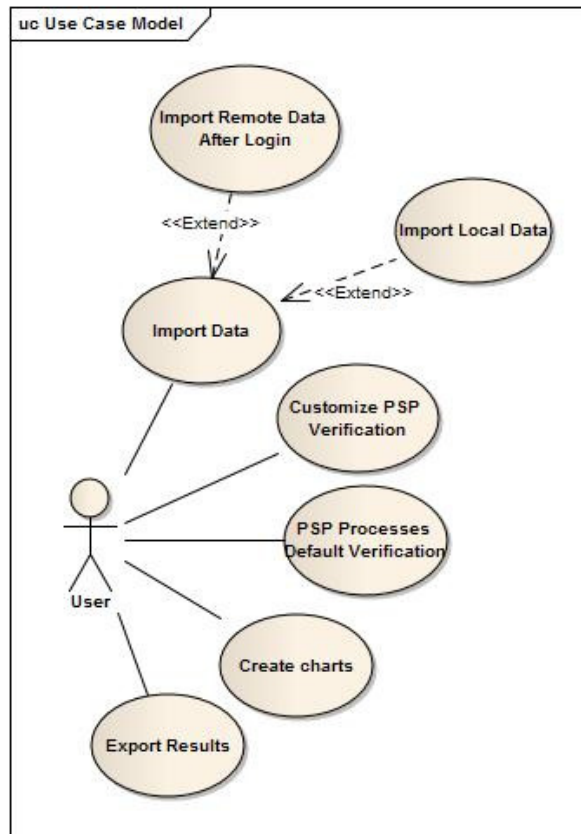 uc Use Case Model
Import Remote Data
After Login
<<Extend>>
Import Local Data
<<Extend>>
Import Data
Customize PSP
Verification
PSP Processes
Default Verification
User
Create charts
Export Results